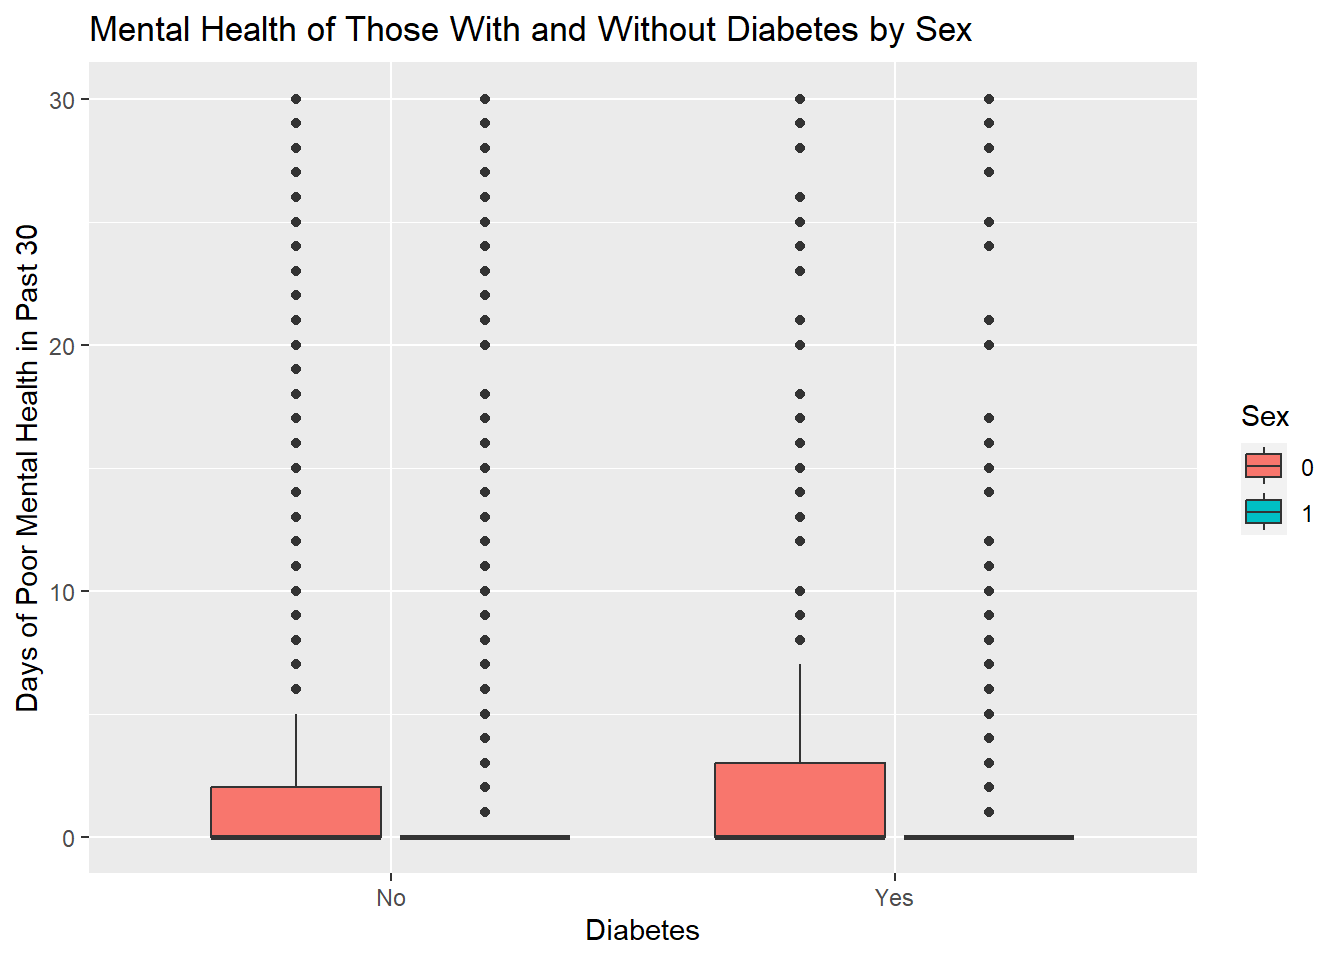 Mental Health of Those With and Without Diabetes by Sex
Days of Poor Mental Health in Past 30
30
20
10
0
No
Yes
Diabetes
Sex
0
1